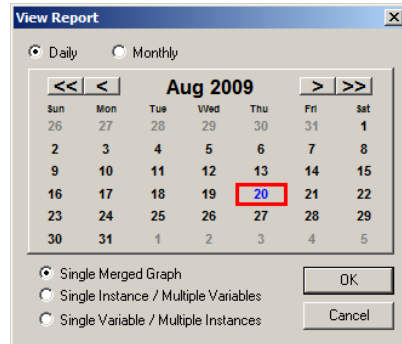 View Report
Daily Monthly
<< < Aug 2009 > >>
Sun Mon Tue Wed Thu Fri Sat
26 27 28 29 30 31 1
2 3 4 5 6 7 8
9 10 11 12 13 14 15
16 17 18 19 20 21 22
23 24 25 26 27 28 29
30 31 1 2 3 4 5
Single Merged Graph
OK
Single Instance / Multiple Variables
Single Variable / Multiple Instances
Cancel